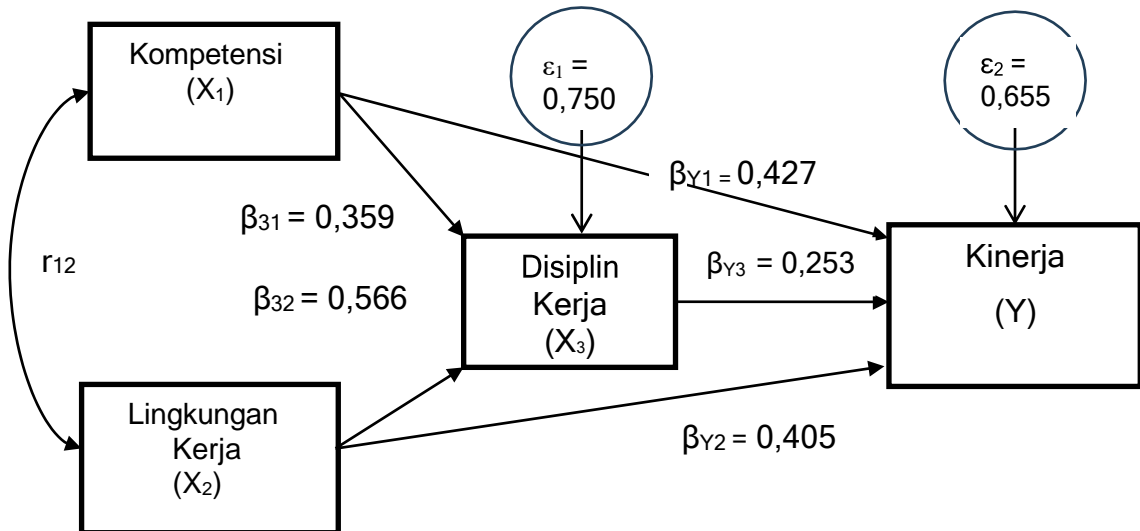 Kompetensi
(X₁)
ε₁ =
0,750
ε₂ =
0,655
βY1 = 0,427
β₃₁ = 0,359
r₁₂
β₃₂ = 0,566
Disiplin
Kerja
(X₃)
βY3 = 0,253
Kinerja
(Y)
Lingkungan
Kerja
(X₂)
βY2 = 0,405